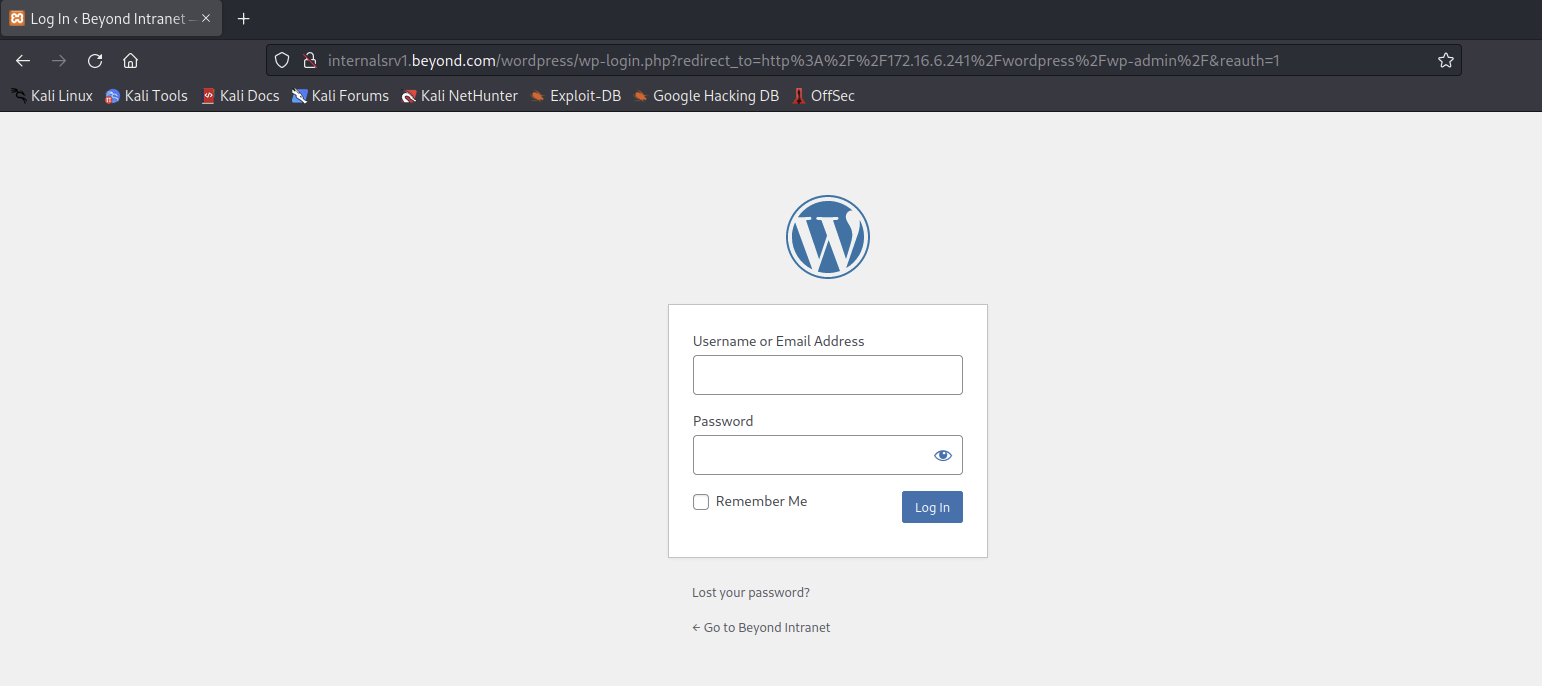 Log In ‹ Beyond Intranet —
internalsrv1.beyond.com/wordpress/wp-login.php?redirect_to=http%3A%2F%2F172.16.6.241%2Fwordpress%2Fwp-admin%2F&reauth=1
Kali Linux Kali Tools Kali Docs Kali Forums Kali NetHunter Exploit-DB Google Hacking DB OffSec
Username or Email Address
Password
Remember Me Log In
Lost your password?
← Go to Beyond Intranet